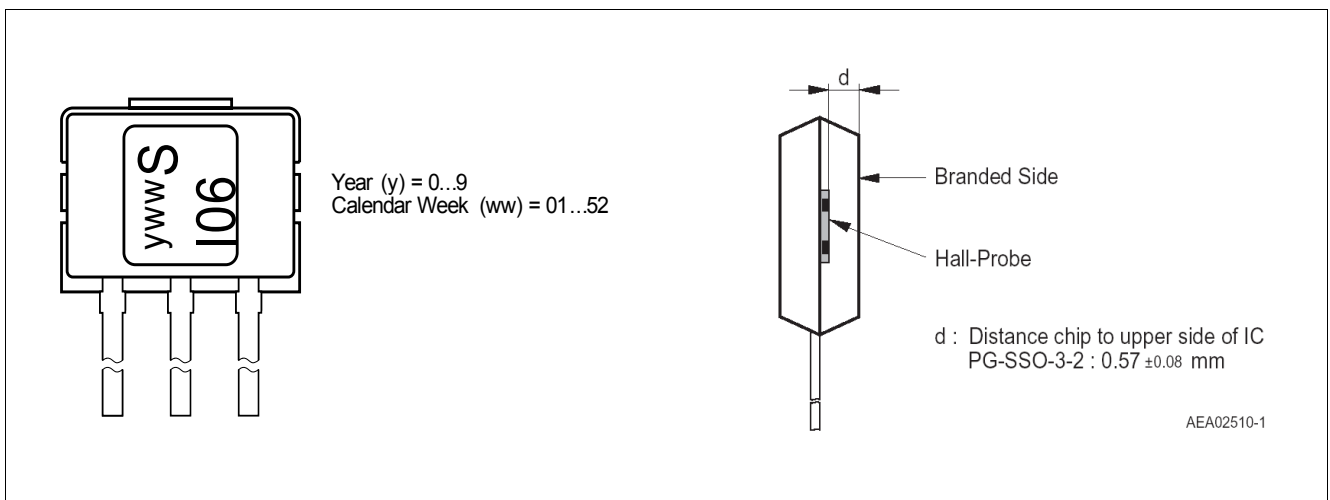 ywwS
I06
Year (y) = 0...9
Calendar Week (ww) = 01...52
d
Branded Side
Hall-Probe
d : Distance chip to upper side of IC
PG-SSO-3-2 : 0.57 ±0.08 mm
AEA02510-1